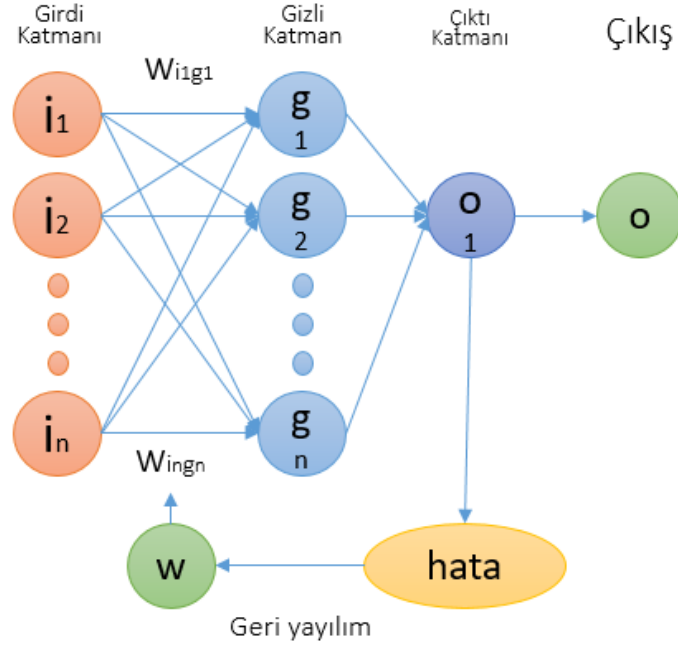 Girdi
Katmanı
Gizli
Katman
Çıktı
Katmanı
Çıkış
Wi1g1
i1
g
1
i2
g
2
o
1
o
in
g
n
Wingn
w
hata
Geri yayılım